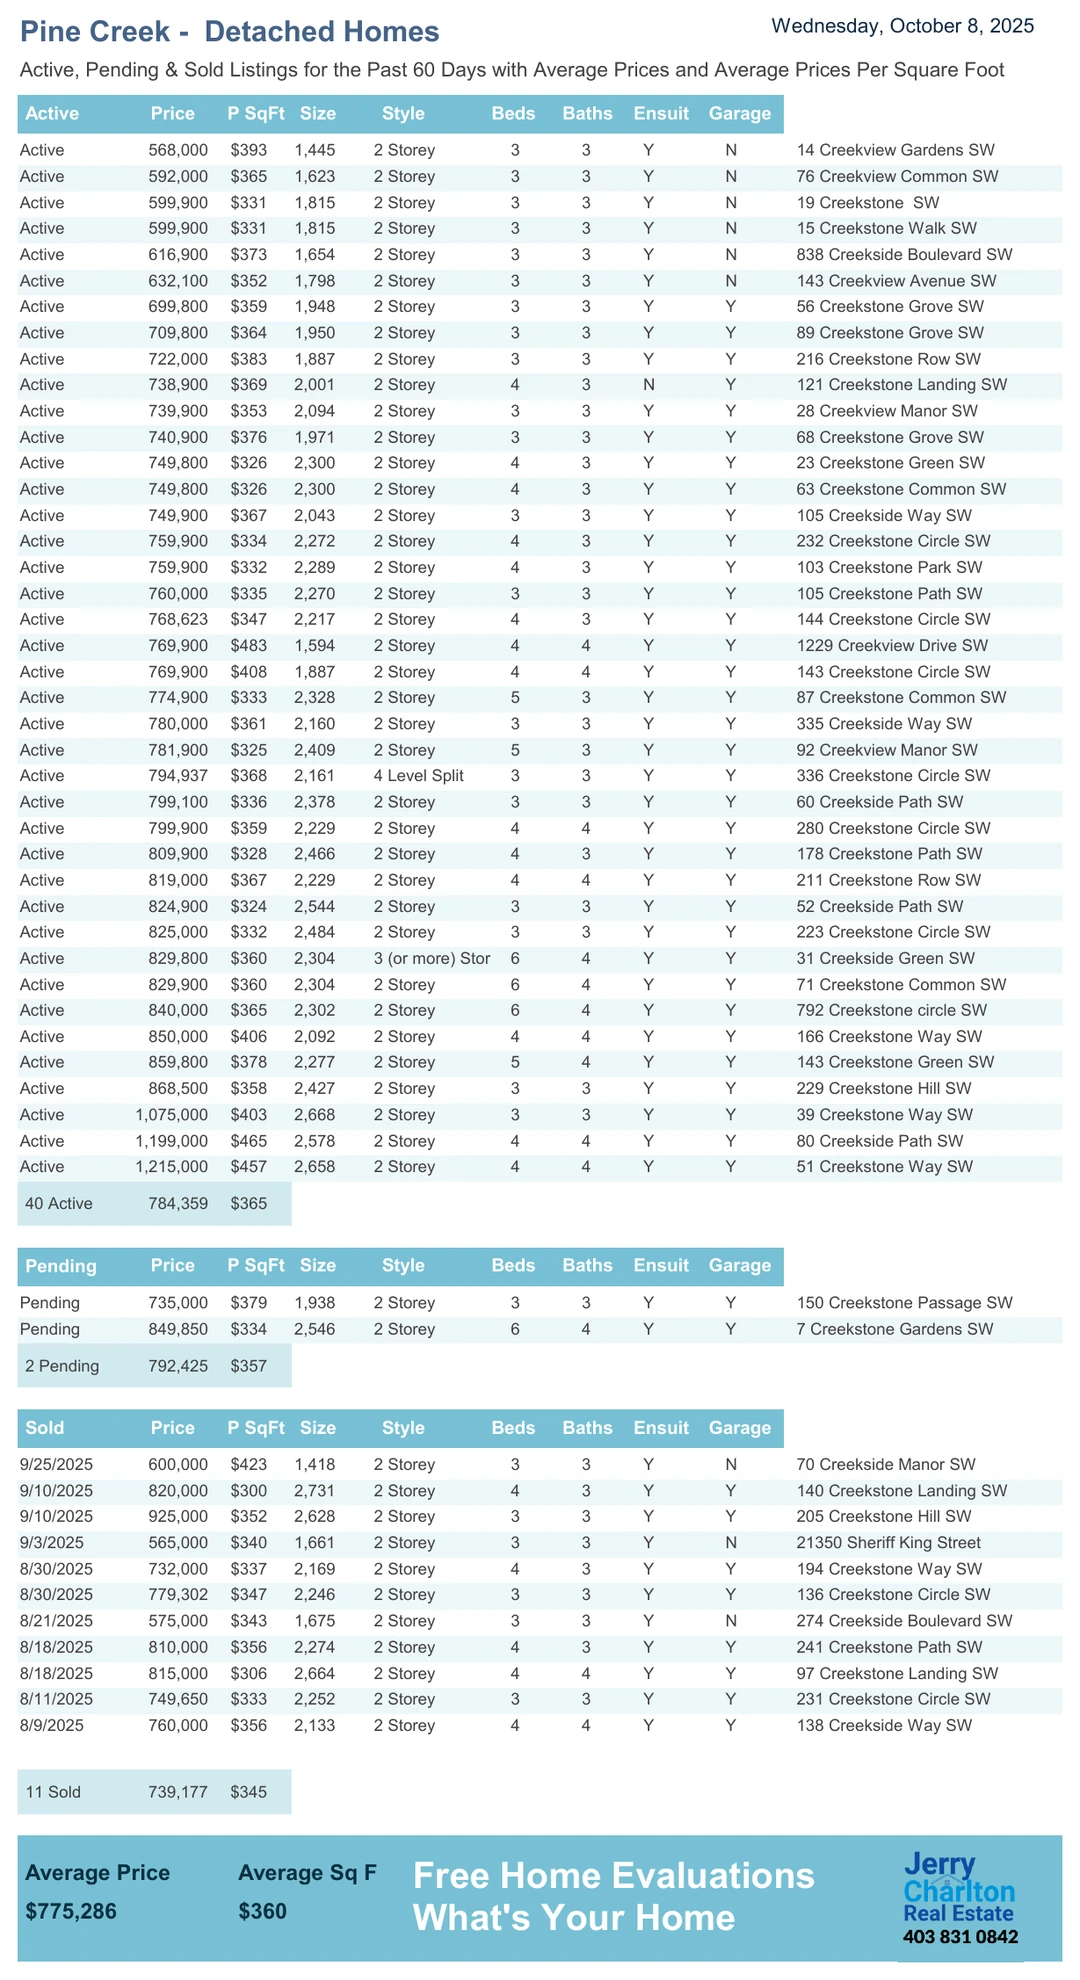 Pine Creek -  Detached Homes
Wednesday, October 8, 2025
Active, Pending & Sold Listings for the Past 60 Days with Average Prices and Average Prices Per Square Foot
Active Price P SqFt Size Style Beds Baths Ensuit Garage
Active 568,000 $393 1,445 2 Storey 3 3 Y N 14 Creekview Gardens SW
Active 592,000 $365 1,623 2 Storey 3 3 Y N 76 Creekview Common SW
Active 599,900 $331 1,815 2 Storey 3 3 Y N 19 Creekstone  SW
Active 599,900 $331 1,815 2 Storey 3 3 Y N 15 Creekstone Walk SW
Active 616,900 $373 1,654 2 Storey 3 3 Y N 838 Creekside Boulevard SW
Active 632,100 $352 1,798 2 Storey 3 3 Y N 143 Creekview Avenue SW
Active 699,800 $359 1,948 2 Storey 3 3 Y Y 56 Creekstone Grove SW
Active 709,800 $364 1,950 2 Storey 3 3 Y Y 89 Creekstone Grove SW
Active 722,000 $383 1,887 2 Storey 3 3 Y Y 216 Creekstone Row SW
Active 738,900 $369 2,001 2 Storey 4 3 N Y 121 Creekstone Landing SW
Active 739,900 $353 2,094 2 Storey 3 3 Y Y 28 Creekview Manor SW
Active 740,900 $376 1,971 2 Storey 3 3 Y Y 68 Creekstone Grove SW
Active 749,800 $326 2,300 2 Storey 4 3 Y Y 23 Creekstone Green SW
Active 749,800 $326 2,300 2 Storey 4 3 Y Y 63 Creekstone Common SW
Active 749,900 $367 2,043 2 Storey 3 3 Y Y 105 Creekside Way SW
Active 759,900 $334 2,272 2 Storey 4 3 Y Y 232 Creekstone Circle SW
Active 759,900 $332 2,289 2 Storey 4 3 Y Y 103 Creekstone Park SW
Active 760,000 $335 2,270 2 Storey 3 3 Y Y 105 Creekstone Path SW
Active 768,623 $347 2,217 2 Storey 4 3 Y Y 144 Creekstone Circle SW
Active 769,900 $483 1,594 2 Storey 4 4 Y Y 1229 Creekview Drive SW
Active 769,900 $408 1,887 2 Storey 4 4 Y Y 143 Creekstone Circle SW
Active 774,900 $333 2,328 2 Storey 5 3 Y Y 87 Creekstone Common SW
Active 780,000 $361 2,160 2 Storey 3 3 Y Y 335 Creekside Way SW
Active 781,900 $325 2,409 2 Storey 5 3 Y Y 92 Creekview Manor SW
Active 794,937 $368 2,161 4 Level Split 3 3 Y Y 336 Creekstone Circle SW
Active 799,100 $336 2,378 2 Storey 3 3 Y Y 60 Creekside Path SW
Active 799,900 $359 2,229 2 Storey 4 4 Y Y 280 Creekstone Circle SW
Active 809,900 $328 2,466 2 Storey 4 3 Y Y 178 Creekstone Path SW
Active 819,000 $367 2,229 2 Storey 4 4 Y Y 211 Creekstone Row SW
Active 824,900 $324 2,544 2 Storey 3 3 Y Y 52 Creekside Path SW
Active 825,000 $332 2,484 2 Storey 3 3 Y Y 223 Creekstone Circle SW
Active 829,800 $360 2,304 3 (or more) Stor 6 4 Y Y 31 Creekside Green SW
Active 829,900 $360 2,304 2 Storey 6 4 Y Y 71 Creekstone Common SW
Active 840,000 $365 2,302 2 Storey 6 4 Y Y 792 Creekstone circle SW
Active 850,000 $406 2,092 2 Storey 4 4 Y Y 166 Creekstone Way SW
Active 859,800 $378 2,277 2 Storey 5 4 Y Y 143 Creekstone Green SW
Active 868,500 $358 2,427 2 Storey 3 3 Y Y 229 Creekstone Hill SW
Active 1,075,000 $403 2,668 2 Storey 3 3 Y Y 39 Creekstone Way SW
Active 1,199,000 $465 2,578 2 Storey 4 4 Y Y 80 Creekside Path SW
Active 1,215,000 $457 2,658 2 Storey 4 4 Y Y 51 Creekstone Way SW
40 Active 784,359 $365
Pending Price P SqFt Size Style Beds Baths Ensuit Garage
Pending 735,000 $379 1,938 2 Storey 3 3 Y Y 150 Creekstone Passage SW
Pending 849,850 $334 2,546 2 Storey 6 4 Y Y 7 Creekstone Gardens SW
2 Pending 792,425 $357
Sold Price P SqFt Size Style Beds Baths Ensuit Garage
9/25/2025 600,000 $423 1,418 2 Storey 3 3 Y N 70 Creekside Manor SW
9/10/2025 820,000 $300 2,731 2 Storey 4 3 Y Y 140 Creekstone Landing SW
9/10/2025 925,000 $352 2,628 2 Storey 3 3 Y Y 205 Creekstone Hill SW
9/3/2025 565,000 $340 1,661 2 Storey 3 3 Y N 21350 Sheriff King Street
8/30/2025 732,000 $337 2,169 2 Storey 4 3 Y Y 194 Creekstone Way SW
8/30/2025 779,302 $347 2,246 2 Storey 3 3 Y Y 136 Creekstone Circle SW
8/21/2025 575,000 $343 1,675 2 Storey 3 3 Y N 274 Creekside Boulevard SW
8/18/2025 810,000 $356 2,274 2 Storey 4 3 Y Y 241 Creekstone Path SW
8/18/2025 815,000 $306 2,664 2 Storey 4 4 Y Y 97 Creekstone Landing SW
8/11/2025 749,650 $333 2,252 2 Storey 3 3 Y Y 231 Creekstone Circle SW
8/9/2025 760,000 $356 2,133 2 Storey 4 4 Y Y 138 Creekside Way SW
11 Sold 739,177 $345
Average Price Average Sq F
$775,286 $360
Free Home Evaluations
What's Your Home
Jerry
Charlton
Real Estate
403 831 0842